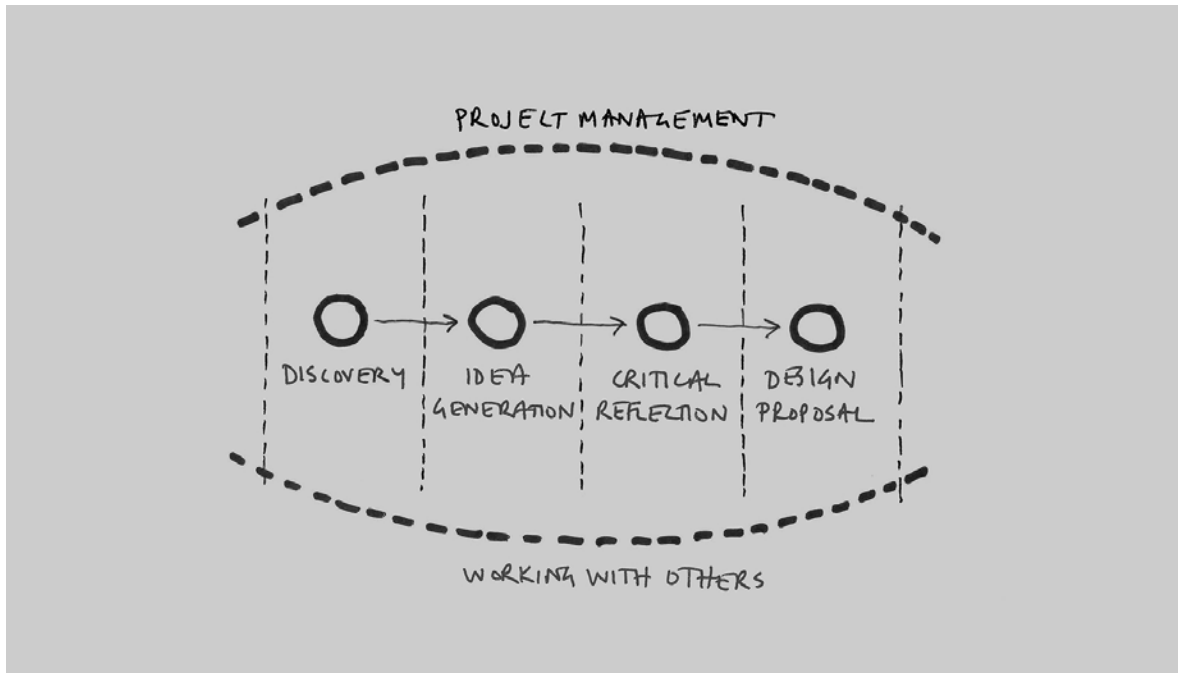 PROJECT MANAGEMENT
DISCOVERY
IDEA
GENERATION
CRITICAL
REFLECTION
DESIGN
PROPOSAL
WORKING WITH OTHERS